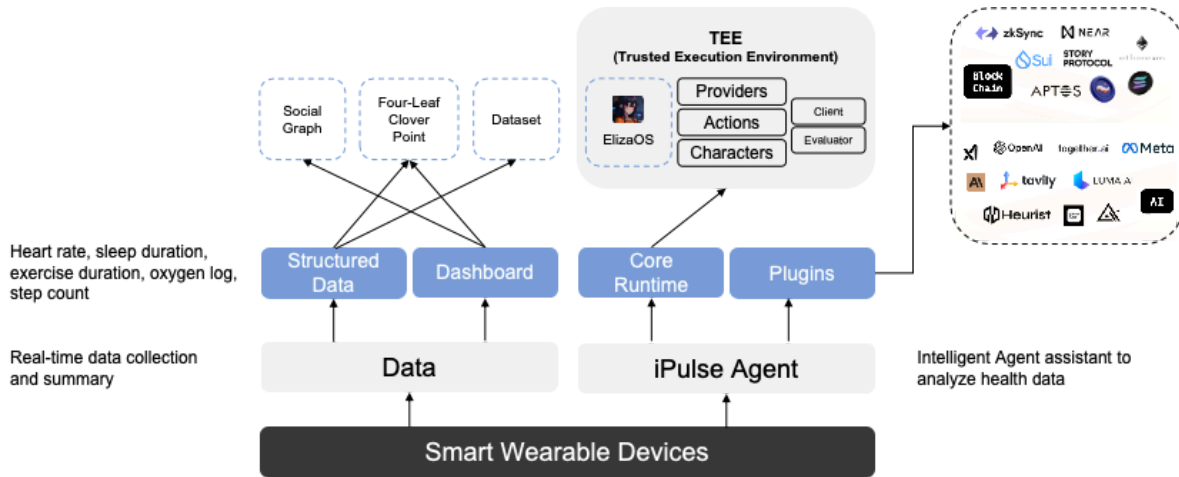 TEE
(Trusted Execution Environment)
Social
Graph
Four-Leaf
Clover
Point
Dataset
ElizaOS
Providers
Actions
Characters
Client
Evaluator
zkSync
NEAR
Sui
STORY
PROTOCOL
Block
Chain
APTOS
OpenAI
together.ai
Meta
tavily
LUMA AI
Heurist
AI
Heart rate, sleep duration,
exercise duration, oxygen log,
step count
Structured
Data
Dashboard
Core
Runtime
Plugins
Real-time data collection
and summary
Data
iPulse Agent
Intelligent Agent assistant to
analyze health data
Smart Wearable Devices